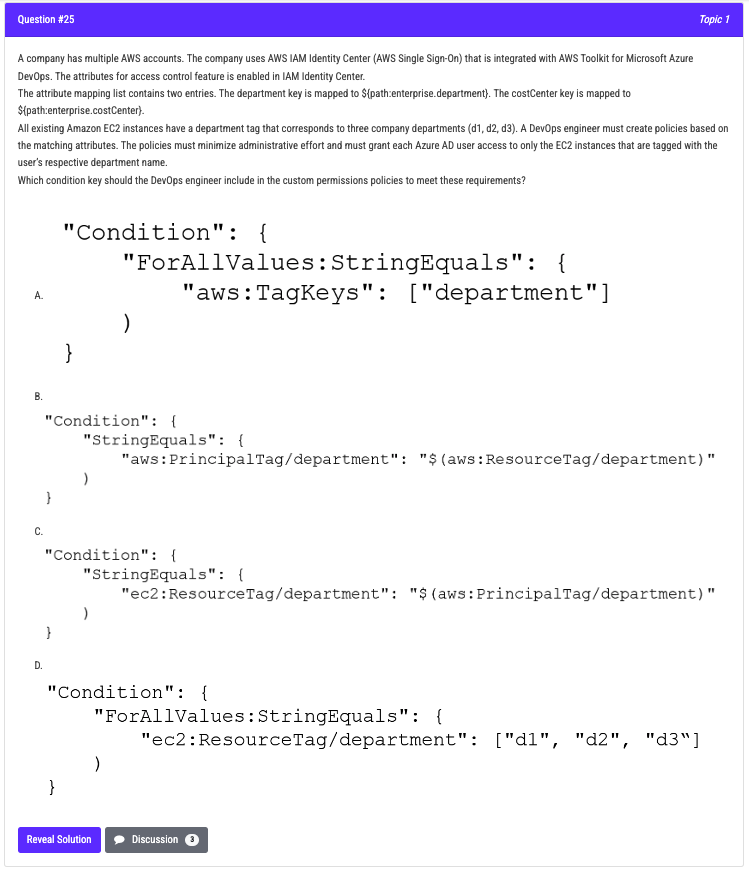 Question #25
Topic 1
A company has multiple AWS accounts. The company uses AWS IAM Identity Center (AWS Single Sign-On) that is integrated with AWS Toolkit for Microsoft Azure
DevOps. The attributes for access control feature is enabled in IAM Identity Center.
The attribute mapping list contains two entries. The department key is mapped to ${path:enterprise.department}. The costCenter key is mapped to
${path:enterprise.costCenter}.
All existing Amazon EC2 instances have a department tag that corresponds to three company departments (d1, d2, d3). A DevOps engineer must create policies based on
the matching attributes. The policies must minimize administrative effort and must grant each Azure AD user access to only the EC2 instances that are tagged with the
user's respective department name.
Which condition key should the DevOps engineer include in the custom permissions policies to meet these requirements?
A.
"Condition": {
"ForAllValues:StringEquals": {
"aws:TagKeys": ["department"]
)
}
B.
"Condition": {
"StringEquals": {
"aws:PrincipalTag/department": "$(aws:ResourceTag/department)"
)
}
C.
"Condition": {
"StringEquals": {
"ec2:ResourceTag/department": "$(aws:PrincipalTag/department)"
)
}
D.
"Condition": {
"ForAllValues:StringEquals": {
"ec2:ResourceTag/department": ["d1", "d2", "d3‟]
)
}
Reveal Solution
Discussion 3